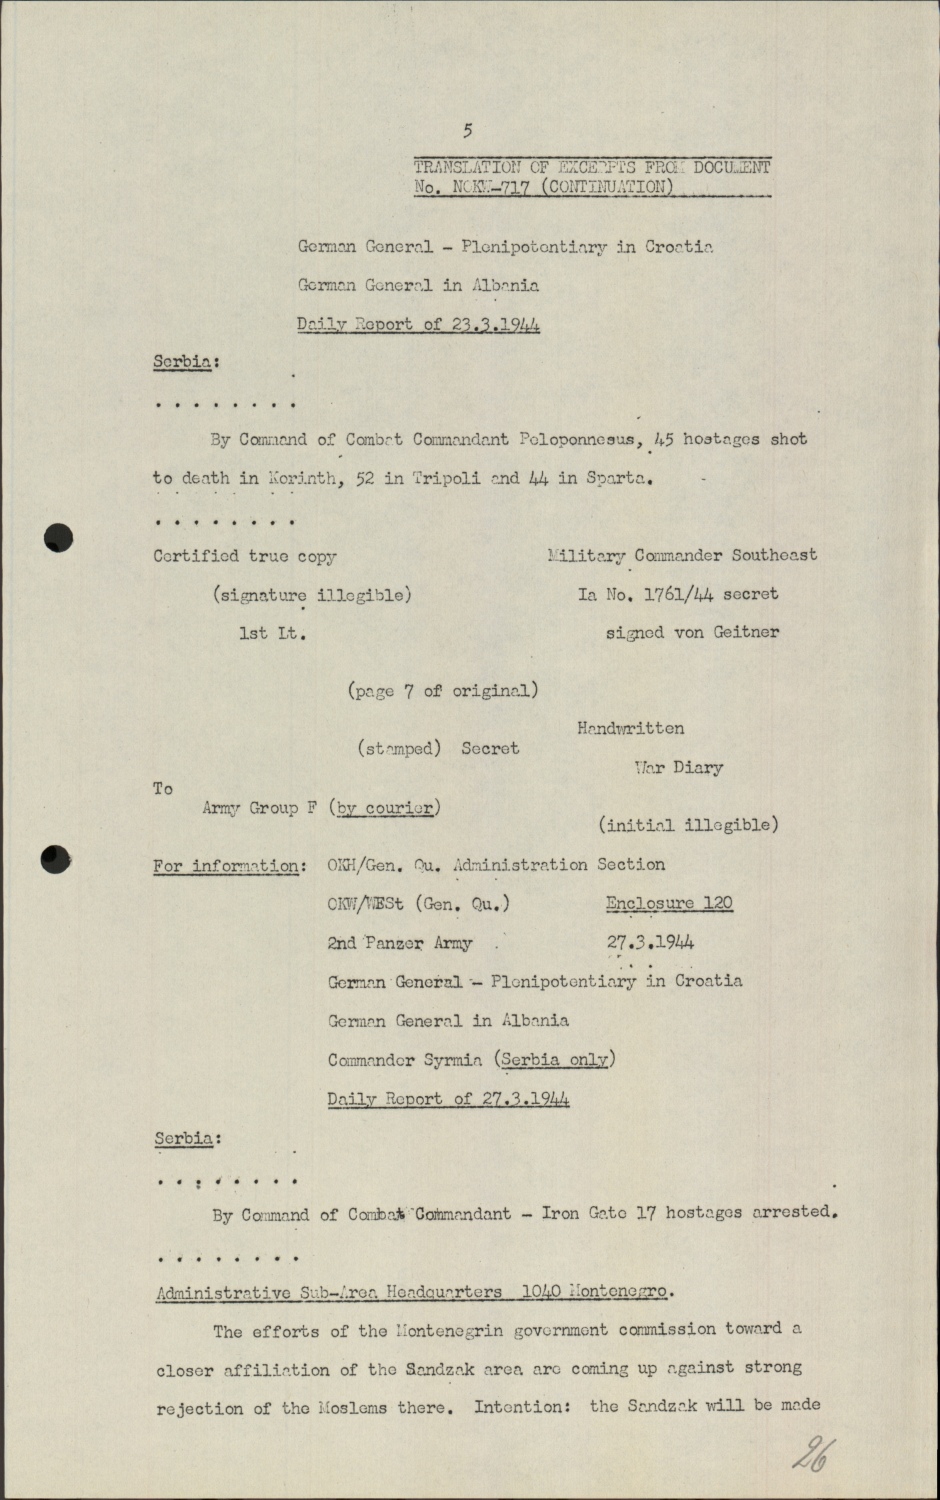 5
TRANSLATION OF EXCERPTS FROM DOCUMENT
No. NOKW-717 (CONTINUATION)
German General - Plenipotentiary in Croatia
German General in Albania
Daily Report of 23.3.1944
Serbia:
. . . . . . . .
By Command of Combat Commandant Peloponnesus, 45 hostages shot
to death in Korinth, 52 in Tripoli and 44 in Sparta.
. . . . . . . .
Certified true copy Military Commander Southeast
(signature illegible) Ia No. 1761/44 secret
1st Lt. signed von Geitner
(page 7 of original)
Handwritten
(stamped) Secret
War Diary
To
Army Group F (by courier)
(initial illegible)
For information: OKH/Gen. Qu. Administration Section
OKW/WESt (Gen. Qu.) Enclosure 120
2nd Panzer Army 27.3.1944
German General - Plenipotentiary in Croatia
German General in Albania
Commander Syrmia (Serbia only)
Daily Report of 27.3.1944
Serbia:
. . . . . . . .
By Command of Combat Commandant - Iron Gate 17 hostages arrested.
. . . . . . . .
Administrative Sub-Area Headquarters 1040 Montenegro.
The efforts of the Montenegrin government commission toward a
closer affiliation of the Sandzak area are coming up against strong
rejection of the Moslems there. Intention: the Sandzak will be made
26